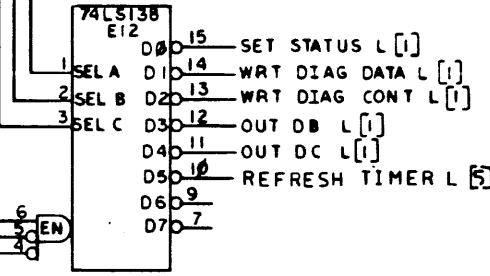 74LS138
E12
DØ 15 SET STATUS L [1]
1 SEL A D1 14 WRT DIAG DATA L [1]
2 SEL B D2 13 WRT DIAG CONT L [1]
3 SEL C D3 12 OUT DB L [1]
D4 11 OUT DC L [1]
D5 1Ø REFRESH TIMER L [5]
D6 9
6 D7 7
5 EN
4